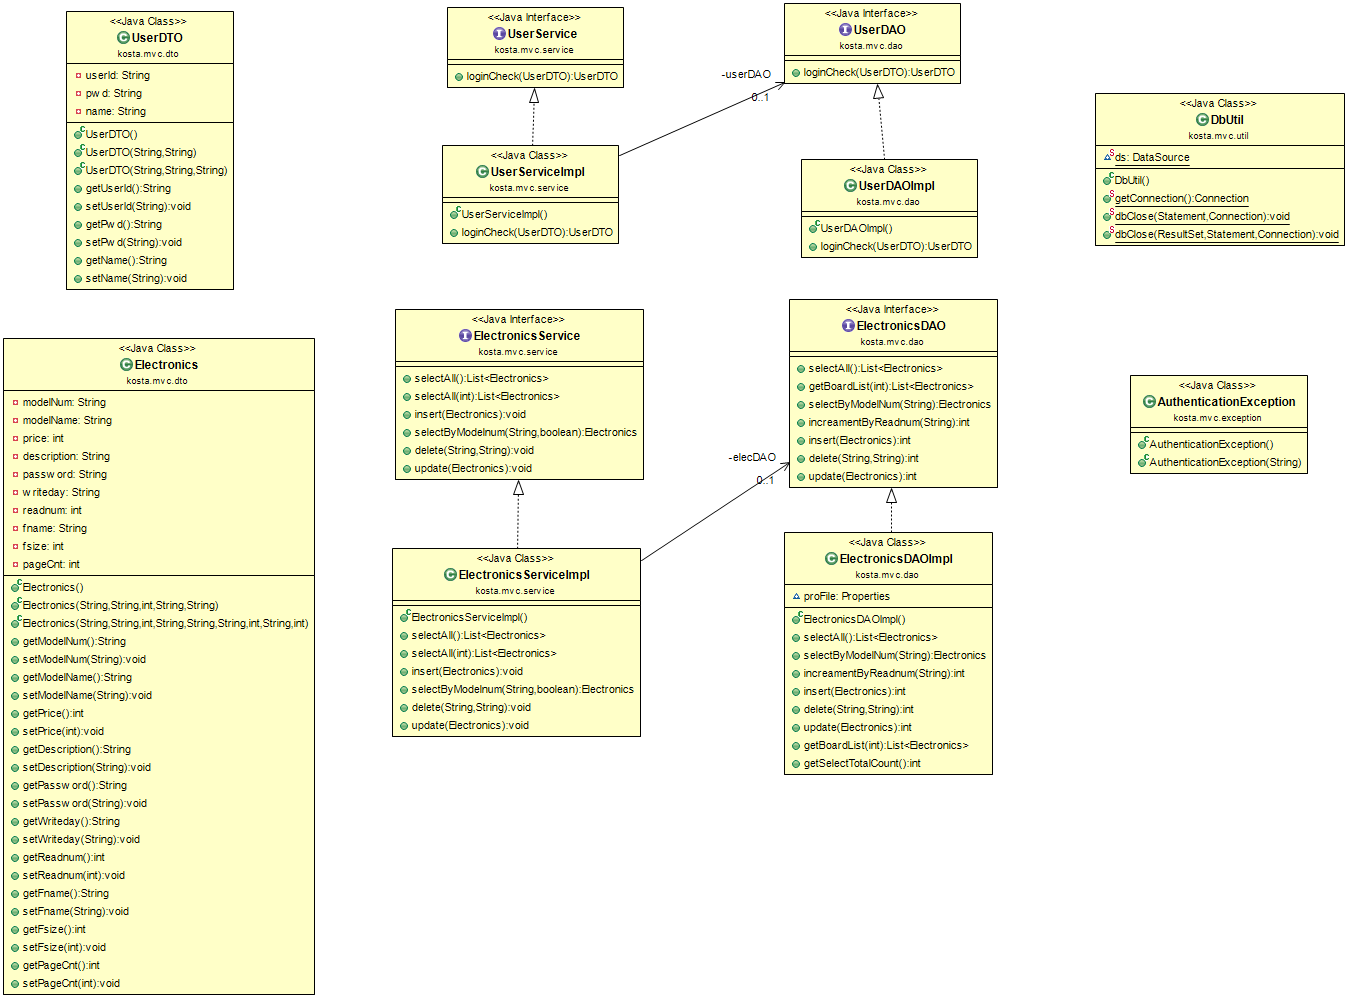 <<Java Class>>
UserDTO
kosta.mvc.dto
userId: String
pwd: String
name: String
UserDTO()
UserDTO(String,String)
UserDTO(String,String,String)
getUserId():String
setUserId(String):void
getPwd():String
setPwd(String):void
getName():String
setName(String):void
<<Java Interface>>
UserService
kosta.mvc.service
loginCheck(UserDTO):UserDTO
<<Java Interface>>
UserDAO
kosta.mvc.dao
loginCheck(UserDTO):UserDTO
-userDAO
0..1
<<Java Class>>
UserServiceImpl
kosta.mvc.service
UserServiceImpl()
loginCheck(UserDTO):UserDTO
<<Java Class>>
UserDAOImpl
kosta.mvc.dao
UserDAOImpl()
loginCheck(UserDTO):UserDTO
<<Java Class>>
DbUtil
kosta.mvc.util
ds: DataSource
DbUtil()
getConnection():Connection
dbClose(Statement,Connection):void
dbClose(ResultSet,Statement,Connection):void
<<Java Class>>
Electronics
kosta.mvc.dto
modelNum: String
modelName: String
price: int
description: String
password: String
writeday: String
readnum: int
fname: String
fsize: int
pageCnt: int
Electronics()
Electronics(String,String,int,String,String)
Electronics(String,String,int,String,String,String,int,String,int)
getModelNum():String
setModelNum(String):void
getModelName():String
setModelName(String):void
getPrice():int
setPrice(int):void
getDescription():String
setDescription(String):void
getPassword():String
setPassword(String):void
getWriteday():String
setWriteday(String):void
getReadnum():int
setReadnum(int):void
getFname():String
setFname(String):void
getFsize():int
setFsize(int):void
getPageCnt():int
setPageCnt(int):void
<<Java Interface>>
ElectronicsService
kosta.mvc.service
selectAll():List<Electronics>
selectAll(int):List<Electronics>
insert(Electronics):void
selectByModelnum(String,boolean):Electronics
delete(String,String):void
update(Electronics):void
<<Java Interface>>
ElectronicsDAO
kosta.mvc.dao
selectAll():List<Electronics>
getBoardList(int):List<Electronics>
selectByModelNum(String):Electronics
increamentByReadnum(String):int
insert(Electronics):int
delete(String,String):int
update(Electronics):int
-elecDAO
0..1
<<Java Class>>
AuthenticationException
kosta.mvc.exception
AuthenticationException()
AuthenticationException(String)
<<Java Class>>
ElectronicsServiceImpl
kosta.mvc.service
ElectronicsServiceImpl()
selectAll():List<Electronics>
selectAll(int):List<Electronics>
insert(Electronics):void
selectByModelnum(String,boolean):Electronics
delete(String,String):void
update(Electronics):void
<<Java Class>>
ElectronicsDAOImpl
kosta.mvc.dao
proFile: Properties
ElectronicsDAOImpl()
selectAll():List<Electronics>
selectByModelNum(String):Electronics
increamentByReadnum(String):int
insert(Electronics):int
delete(String,String):int
update(Electronics):int
getBoardList(int):List<Electronics>
getSelectTotalCount():int